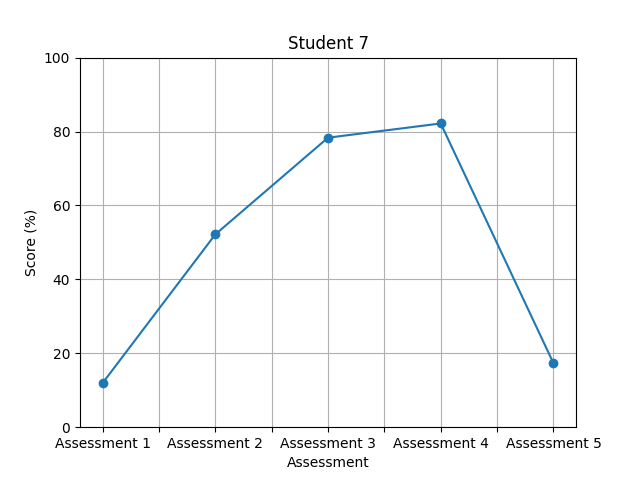 Student 7
Score (%)
100
80
60
40
20
0
Assessment 1 Assessment 2 Assessment 3 Assessment 4 Assessment 5
Assessment